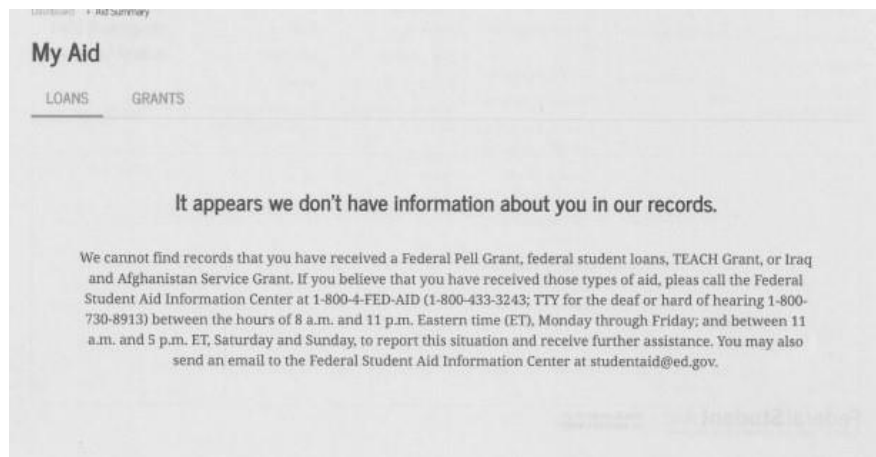 Dashboard › Aid Summary
My Aid
LOANS GRANTS
It appears we don't have information about you in our records.
We cannot find records that you have received a Federal Pell Grant, federal student loans, TEACH Grant, or Iraq
and Afghanistan Service Grant. If you believe that you have received those types of aid, pleas call the Federal
Student Aid Information Center at 1-800-4-FED-AID (1-800-433-3243; TTY for the deaf or hard of hearing 1-800-
730-8913) between the hours of 8 a.m. and 11 p.m. Eastern time (ET), Monday through Friday; and between 11
a.m. and 5 p.m. ET, Saturday and Sunday, to report this situation and receive further assistance. You may also
send an email to the Federal Student Aid Information Center at studentaid@ed.gov.